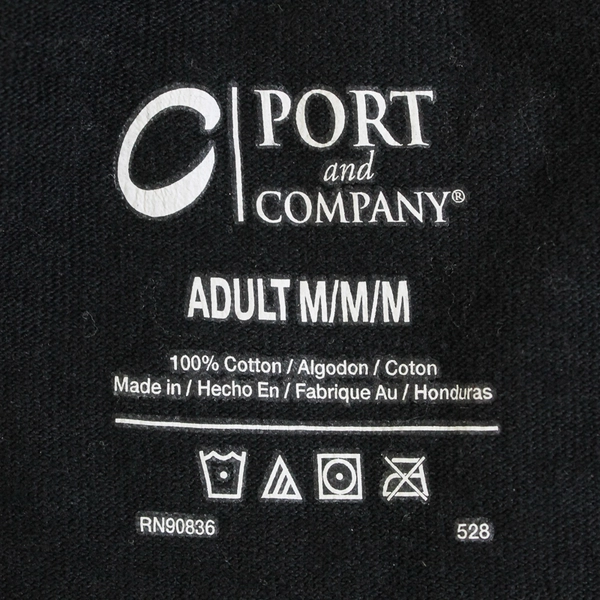 PORT
and
COMPANY®
ADULT M/M/M
100% Cotton / Algodon / Coton
Made in / Hecho En / Fabrique Au / Honduras
RN90836 528